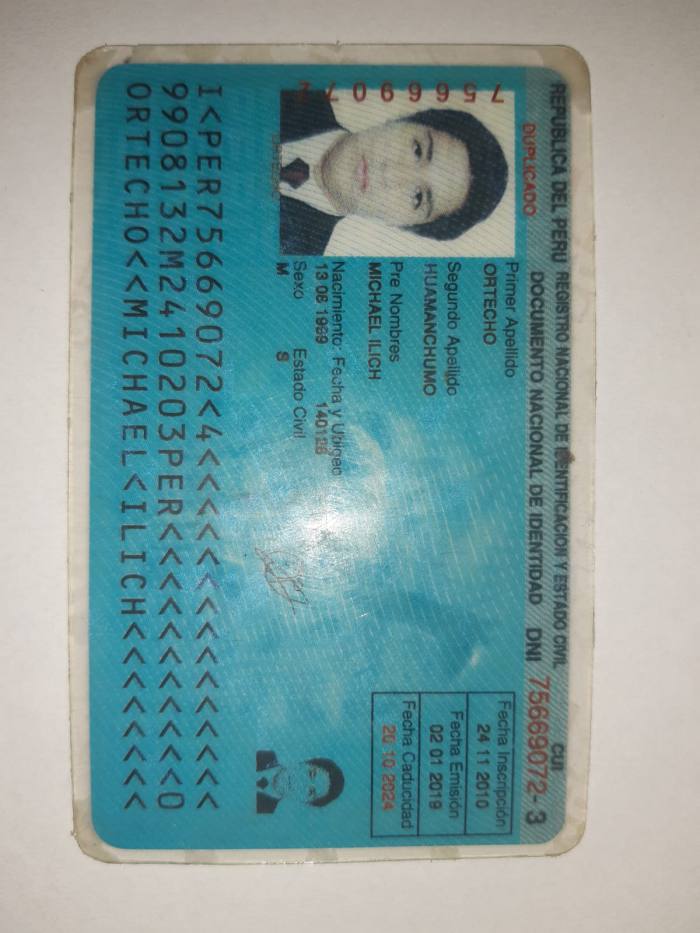 REPUBLICA DEL PERU REGISTRO NACIONAL DE IDENTIFICACION Y ESTADO CIVIL
DOCUMENTO NACIONAL DE IDENTIDAD DNI 75669072 - 3
CUI
DUPLICADO
75669072
Primer Apellido
ORTECHO
Segundo Apellido
HUAMANCHUMO
Pre Nombres
MICHAEL ILICH
Nacimiento: Fecha y Ubigeo
13 08 1999 140126
Sexo Estado Civil
M S
Fecha Inscripción
24 11 2010
Fecha Emisión
02 01 2019
Fecha Caducidad
20 10 2024
I<PER75669072<4<<<<<<<<<<<<<<<
9908132M2410203PER<<<<<<<<<<<0
ORTECHO<<MICHAEL<ILICH<<<<<<<<